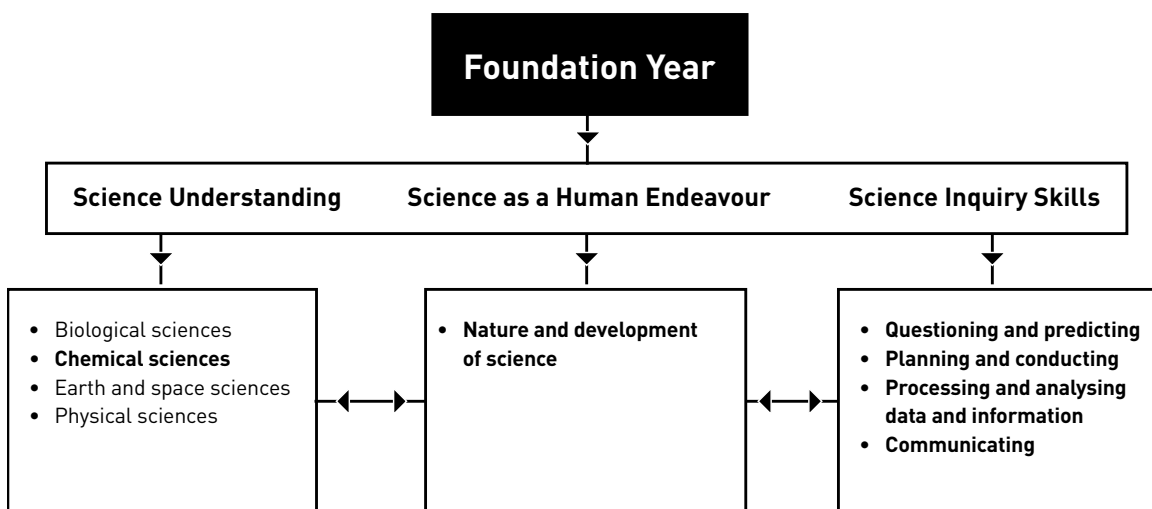 Foundation Year
Science Understanding
Science as a Human Endeavour
Science Inquiry Skills
• Biological sciences
• Chemical sciences
• Earth and space sciences
• Physical sciences
• Nature and development
of science
• Questioning and predicting
• Planning and conducting
• Processing and analysing
data and information
• Communicating